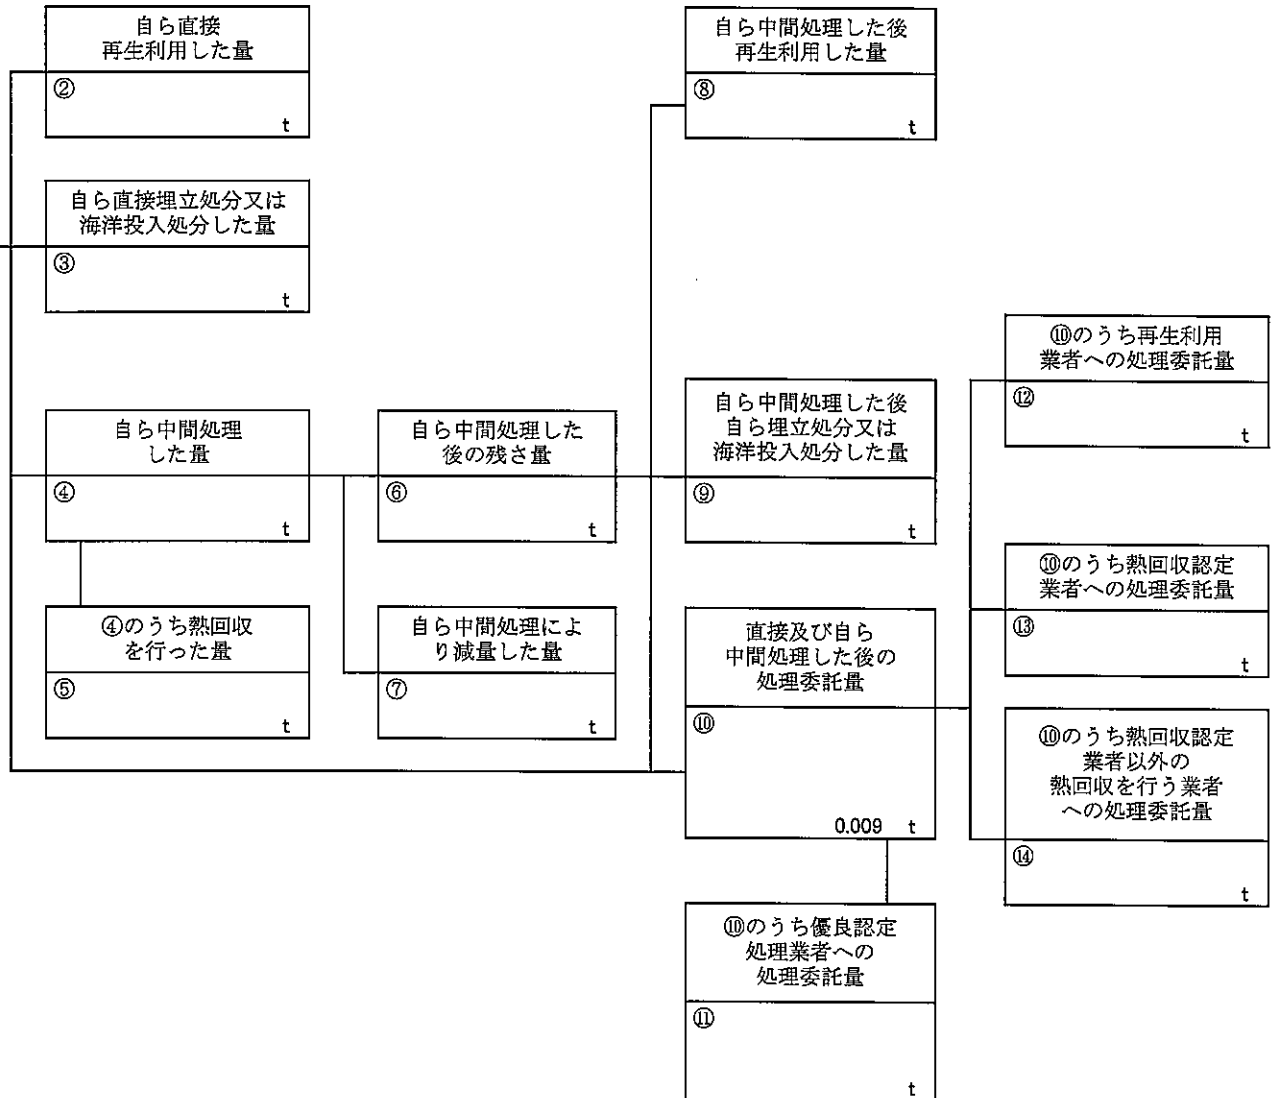 自ら直接
再生利用した量
②
t
自ら中間処理した後
再生利用した量
⑧
t
自ら直接埋立処分又は
海洋投入処分した量
③
t
⑩のうち再生利用
業者への処理委託量
⑫
t
自ら中間処理
した量
④
t
自ら中間処理した
後の残さ量
⑥
t
自ら中間処理した後
自ら埋立処分又は
海洋投入処分した量
⑨
t
⑩のうち熱回収認定
業者への処理委託量
⑬
t
④のうち熱回収
を行った量
⑤
t
自ら中間処理によ
り減量した量
⑦
t
直接及び自ら
中間処理した後の
処理委託量
⑩
0.009 t
⑩のうち熱回収認定
業者以外の
熱回収を行う業者
への処理委託量
⑭
t
⑩のうち優良認定
処理業者への
処理委託量
⑪
t